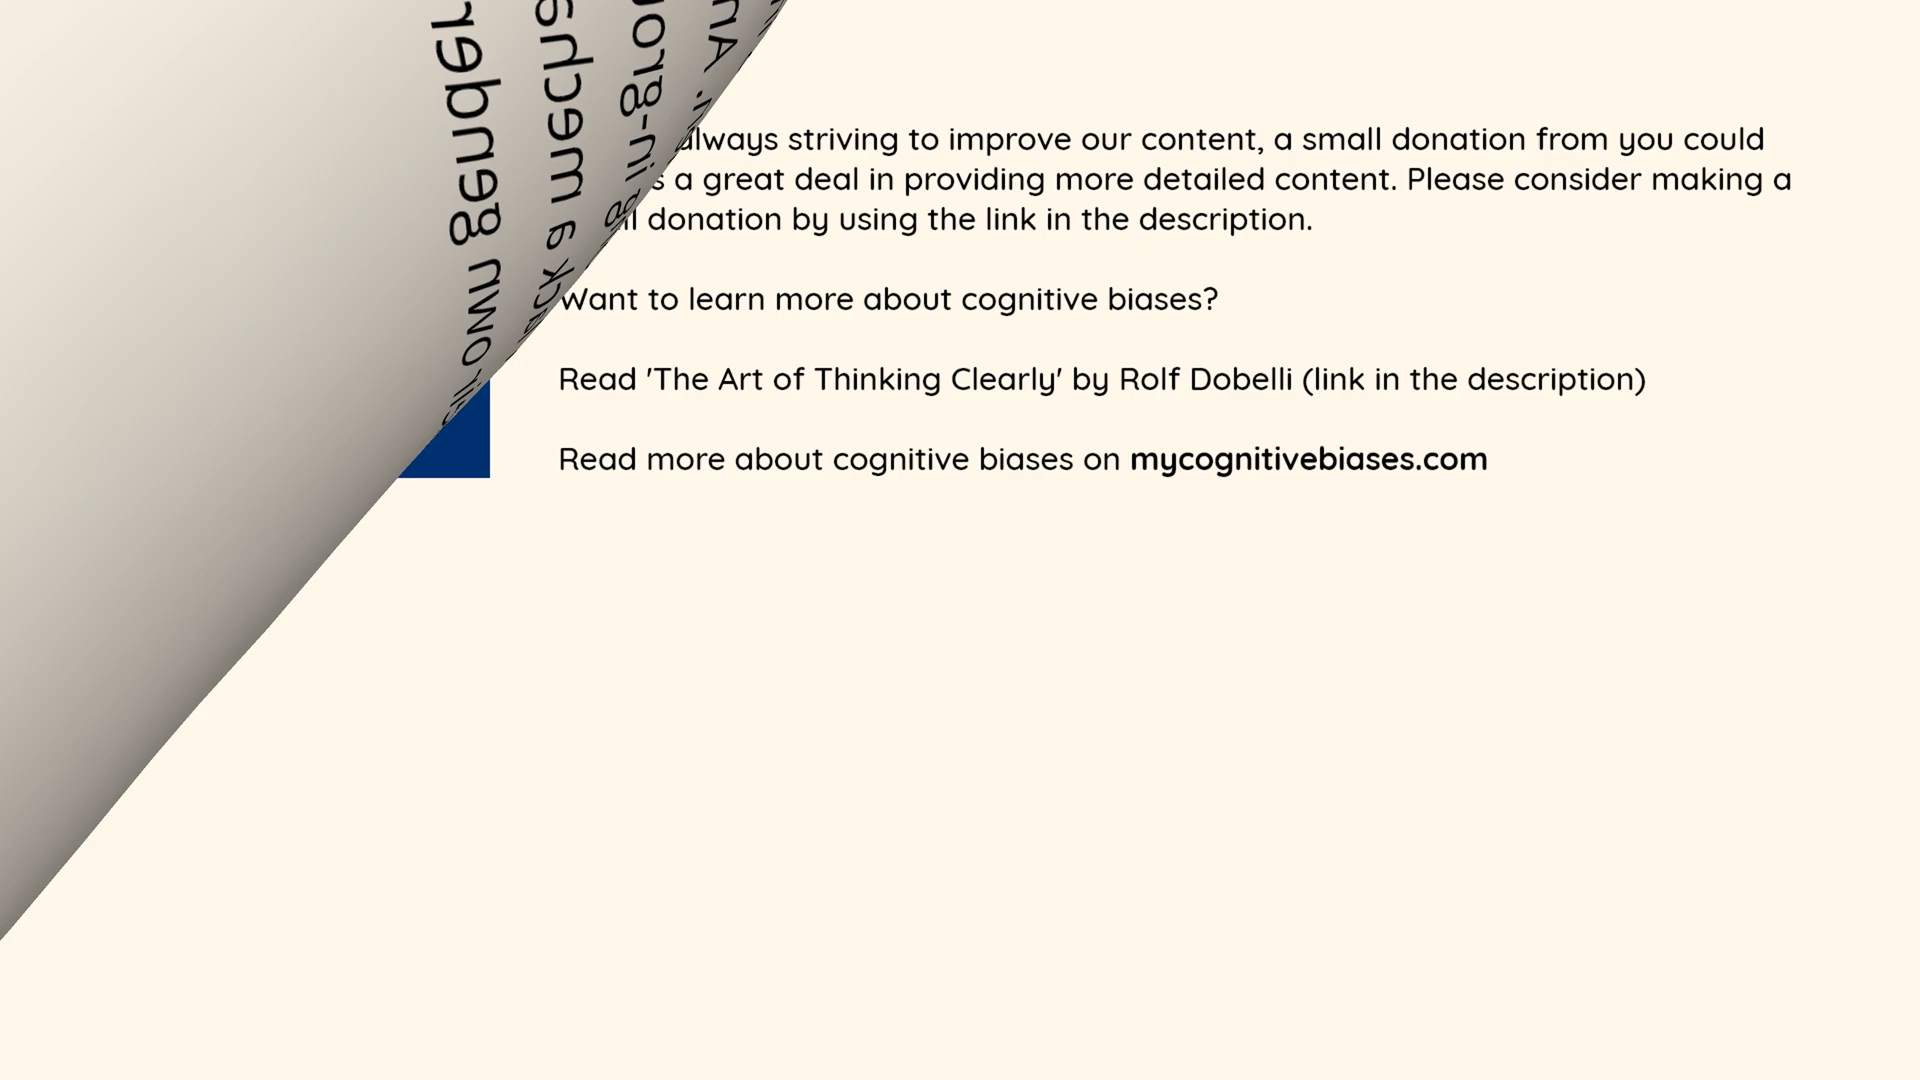 always striving to improve our content, a small donation from you could
a great deal in providing more detailed content. Please consider making a
donation by using the link in the description.
Want to learn more about cognitive biases?
Read 'The Art of Thinking Clearly' by Rolf Dobelli (link in the description)
Read more about cognitive biases on mycognitivebiases.com